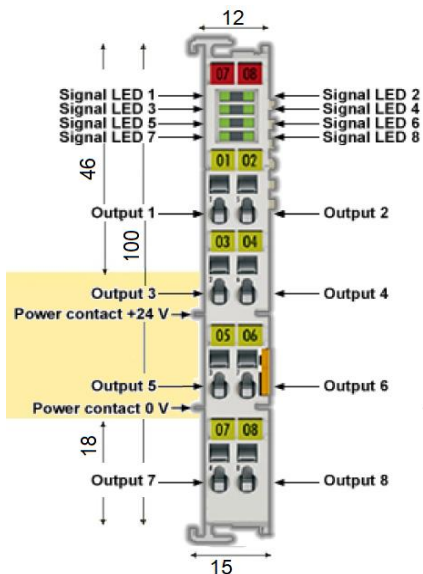 12
07 08
Signal LED 1 Signal LED 2
Signal LED 3 Signal LED 4
Signal LED 5 Signal LED 6
Signal LED 7 Signal LED 8
46
01 02
Output 1 Output 2
100
03 04
Output 3 Output 4
Power contact +24 V
05 06
Output 5 Output 6
Power contact 0 V
18
07 08
Output 7 Output 8
15